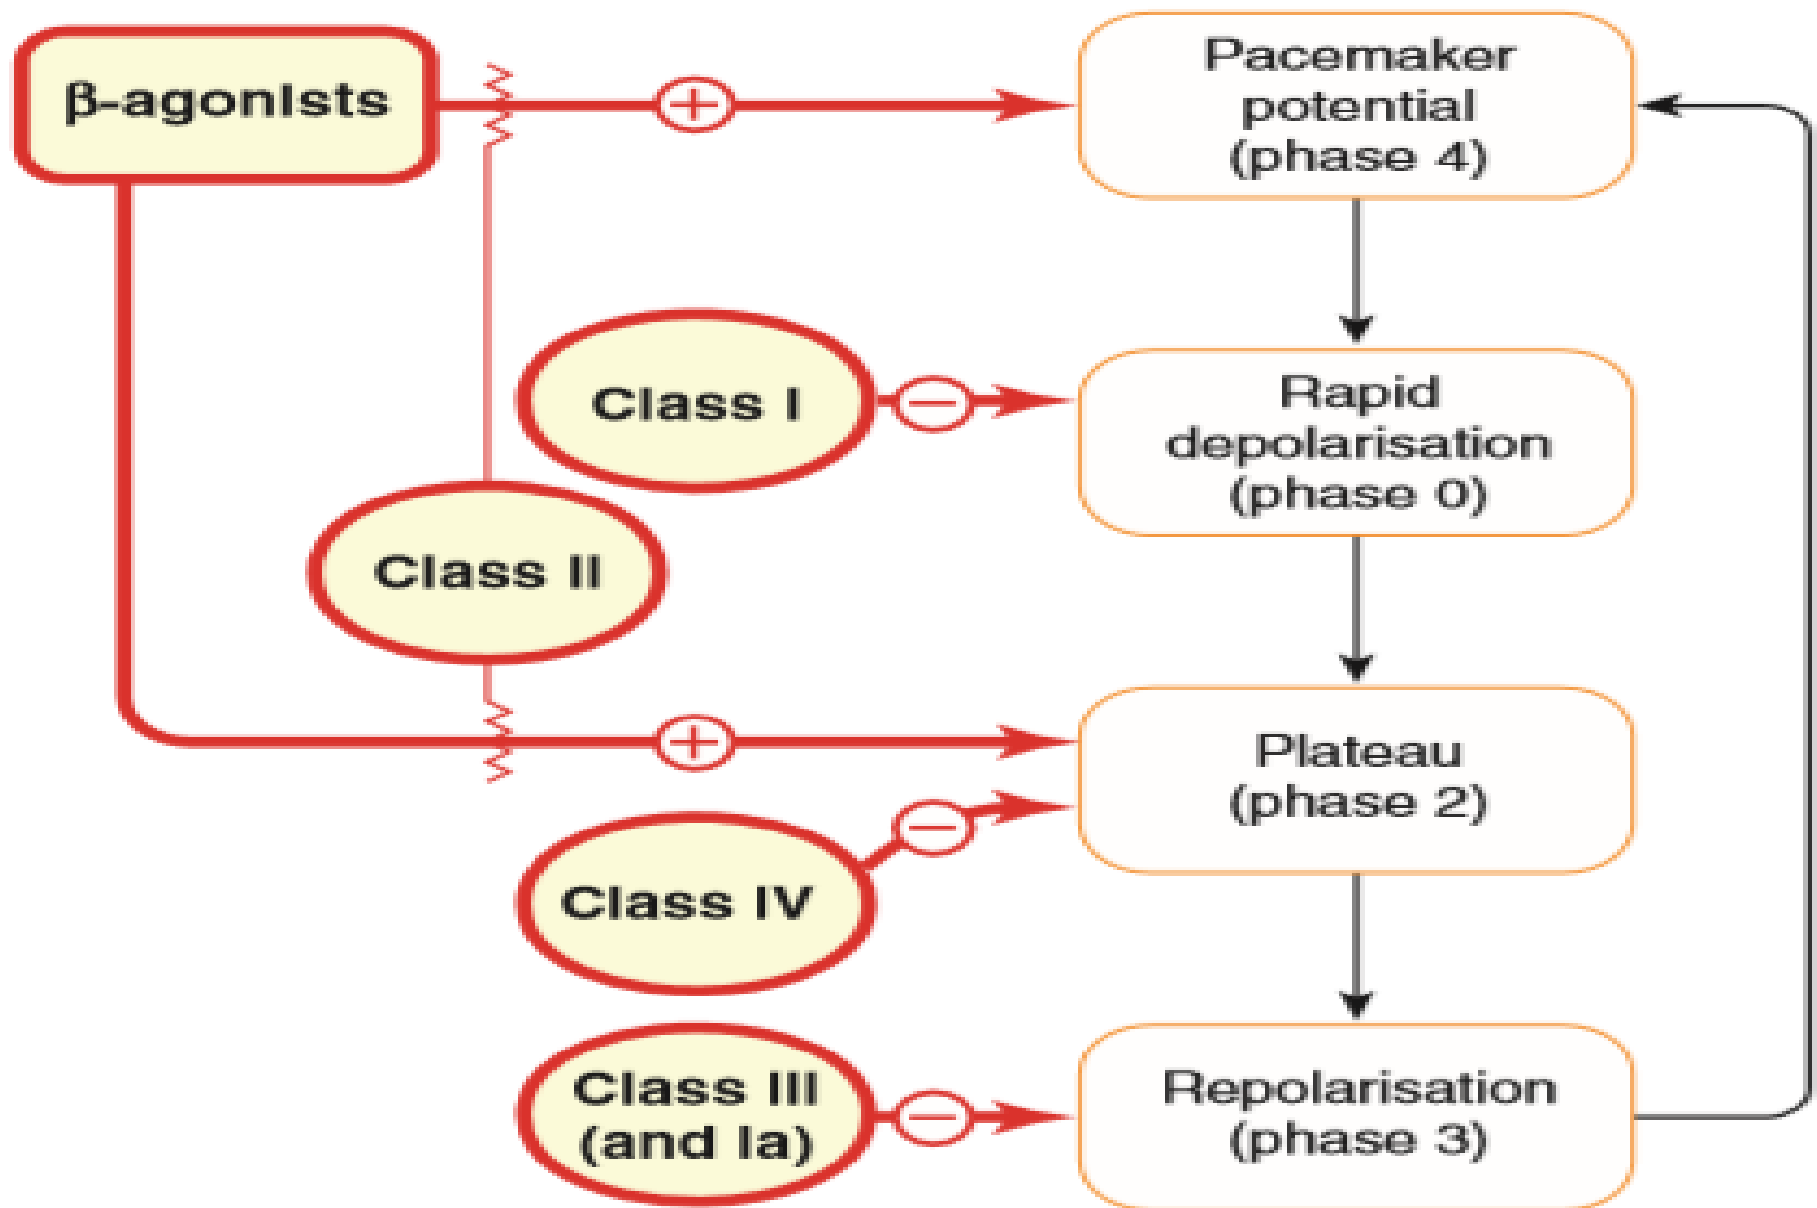 β-agonists
+
Pacemaker
potential
(phase 4)
Class I
−
Rapid
depolarisation
(phase 0)
Class II
+
Plateau
(phase 2)
−
Class IV
Class III
(and Ia)
−
Repolarisation
(phase 3)